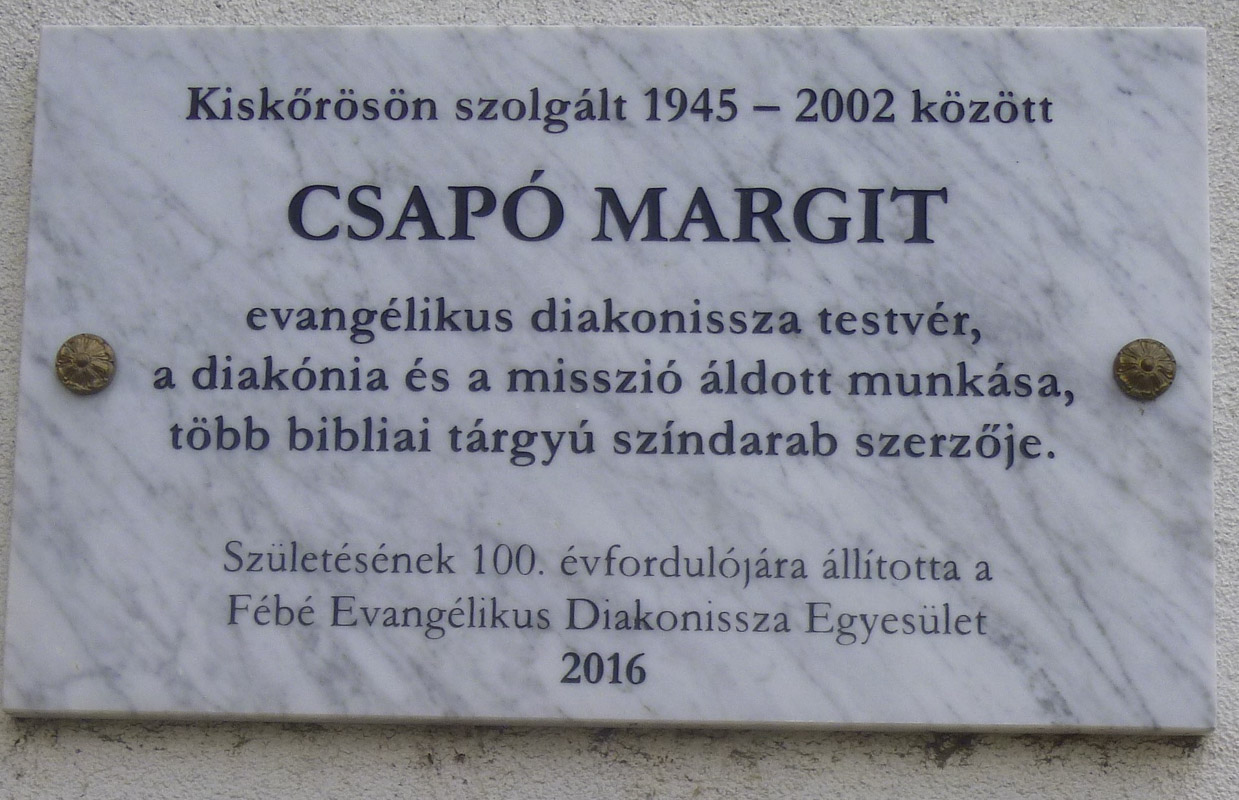 Kiskőrösön szolgált 1945 – 2002 között
CSAPÓ MARGIT
evangélikus diakonissza testvér,
a diakónia és a misszió áldott munkása,
több bibliai tárgyú színdarab szerzője.
Születésének 100. évfordulójára állította a
Fébé Evangélikus Diakonissza Egyesület
2016